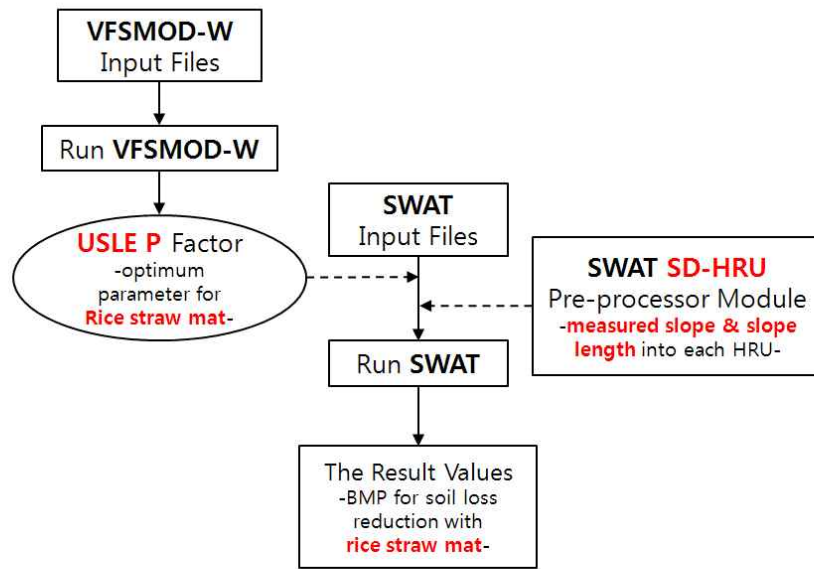 VFSMOD-W
Input Files
Run VFSMOD-W
USLE P Factor
-optimum
parameter for
Rice straw mat-
SWAT
Input Files
SWAT SD-HRU
Pre-processor Module
-measured slope & slope
length into each HRU-
Run SWAT
The Result Values
-BMP for soil loss
reduction with
rice straw mat-